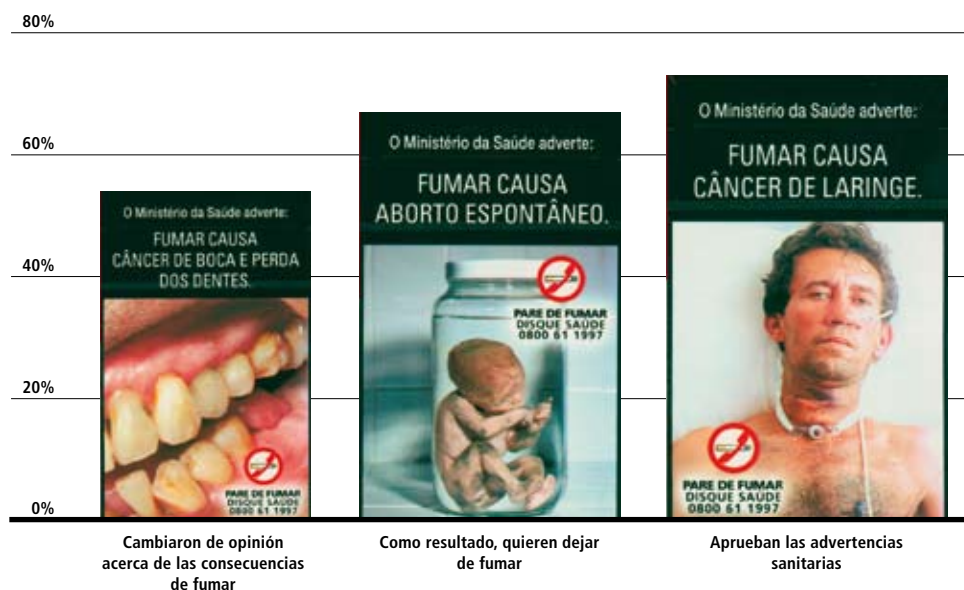 80%
60%
40%
20%
0%
O Ministério da Saúde adverte:
FUMAR CAUSA
CÂNCER DE BOCA E PERDA
DOS DENTES.
PARE DE FUMAR
DISQUE SAÚDE
0800 61 1997
O Ministério da Saúde adverte:
FUMAR CAUSA
ABORTO ESPONTÂNEO.
PARE DE FUMAR
DISQUE SAÚDE
0800 61 1997
O Ministério da Saúde adverte:
FUMAR CAUSA
CÂNCER DE LARINGE.
PARE DE FUMAR
DISQUE SAÚDE
0800 61 1997
Cambiaron de opinión
acerca de las consecuencias
de fumar
Como resultado, quieren dejar
de fumar
Aprueban las advertencias
sanitarias